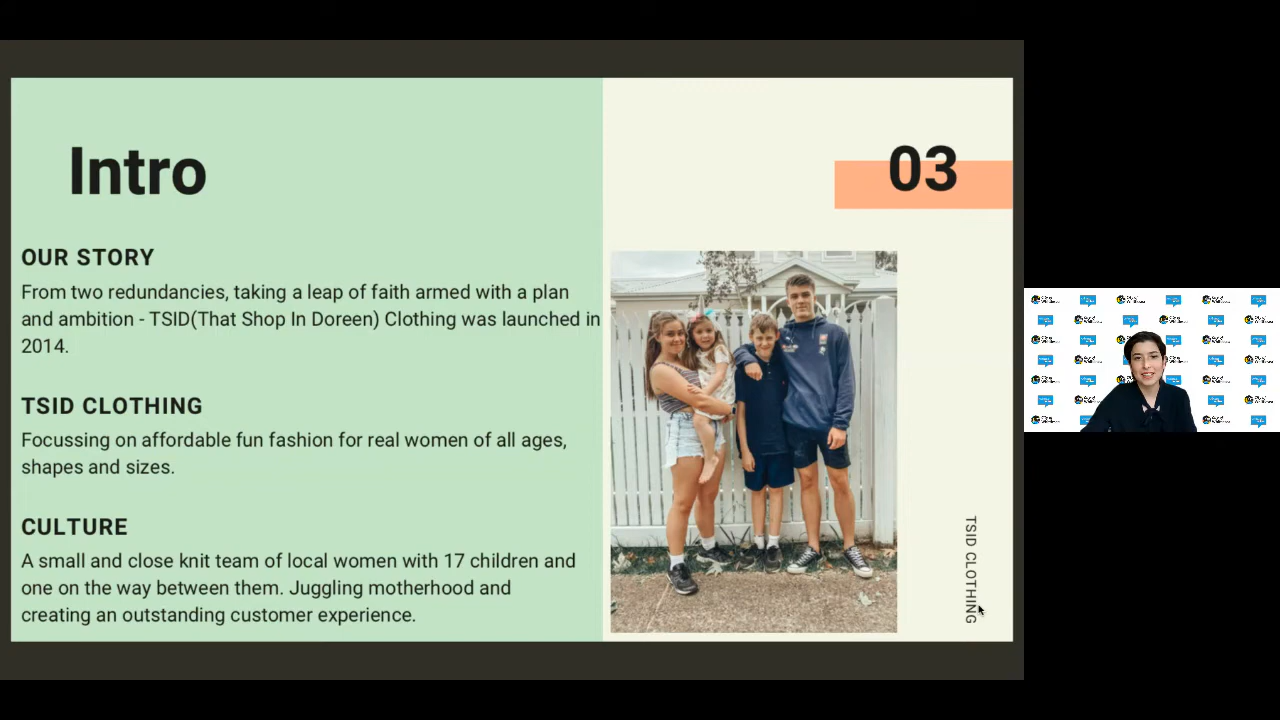 Intro
03
OUR STORY
From two redundancies, taking a leap of faith armed with a plan
and ambition - TSID(That Shop In Doreen) Clothing was launched in
2014.
TSID CLOTHING
Focussing on affordable fun fashion for real women of all ages,
shapes and sizes.
CULTURE
A small and close knit team of local women with 17 children and
one on the way between them. Juggling motherhood and
creating an outstanding customer experience.
TSID CLOTHING